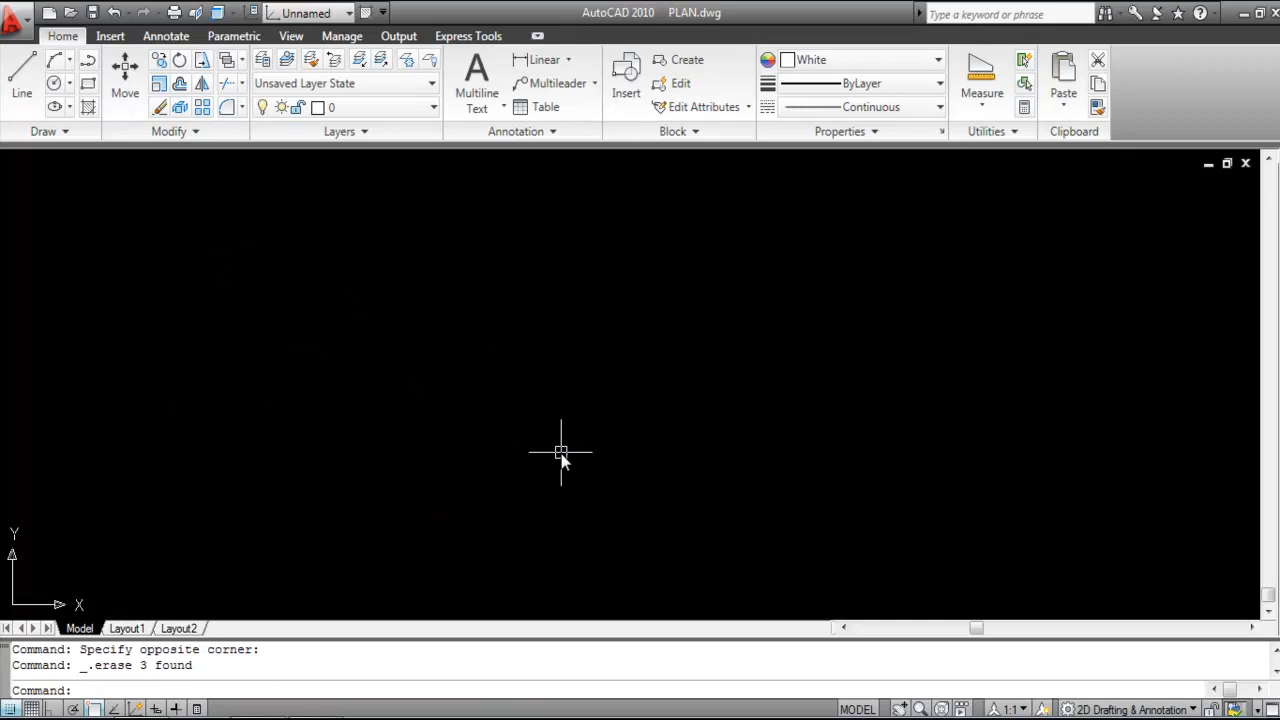 Unnamed
AutoCAD 2010 PLAN.dwg
Type a keyword or phrase
Home Insert Annotate Parametric View Manage Output Express Tools
Line
Move
Unsaved Layer State
0
A
Multiline
Text
Linear
Multileader
Table
Insert
Create
Edit
Edit Attributes
White
ByLayer
Continuous
Measure
Paste
Draw Modify Layers Annotation Block Properties Utilities Clipboard
Y
X
Model Layout1 Layout2
Command: Specify opposite corner:
Command: _.erase 3 found
Command:
MODEL 1:1 2D Drafting & Annotation